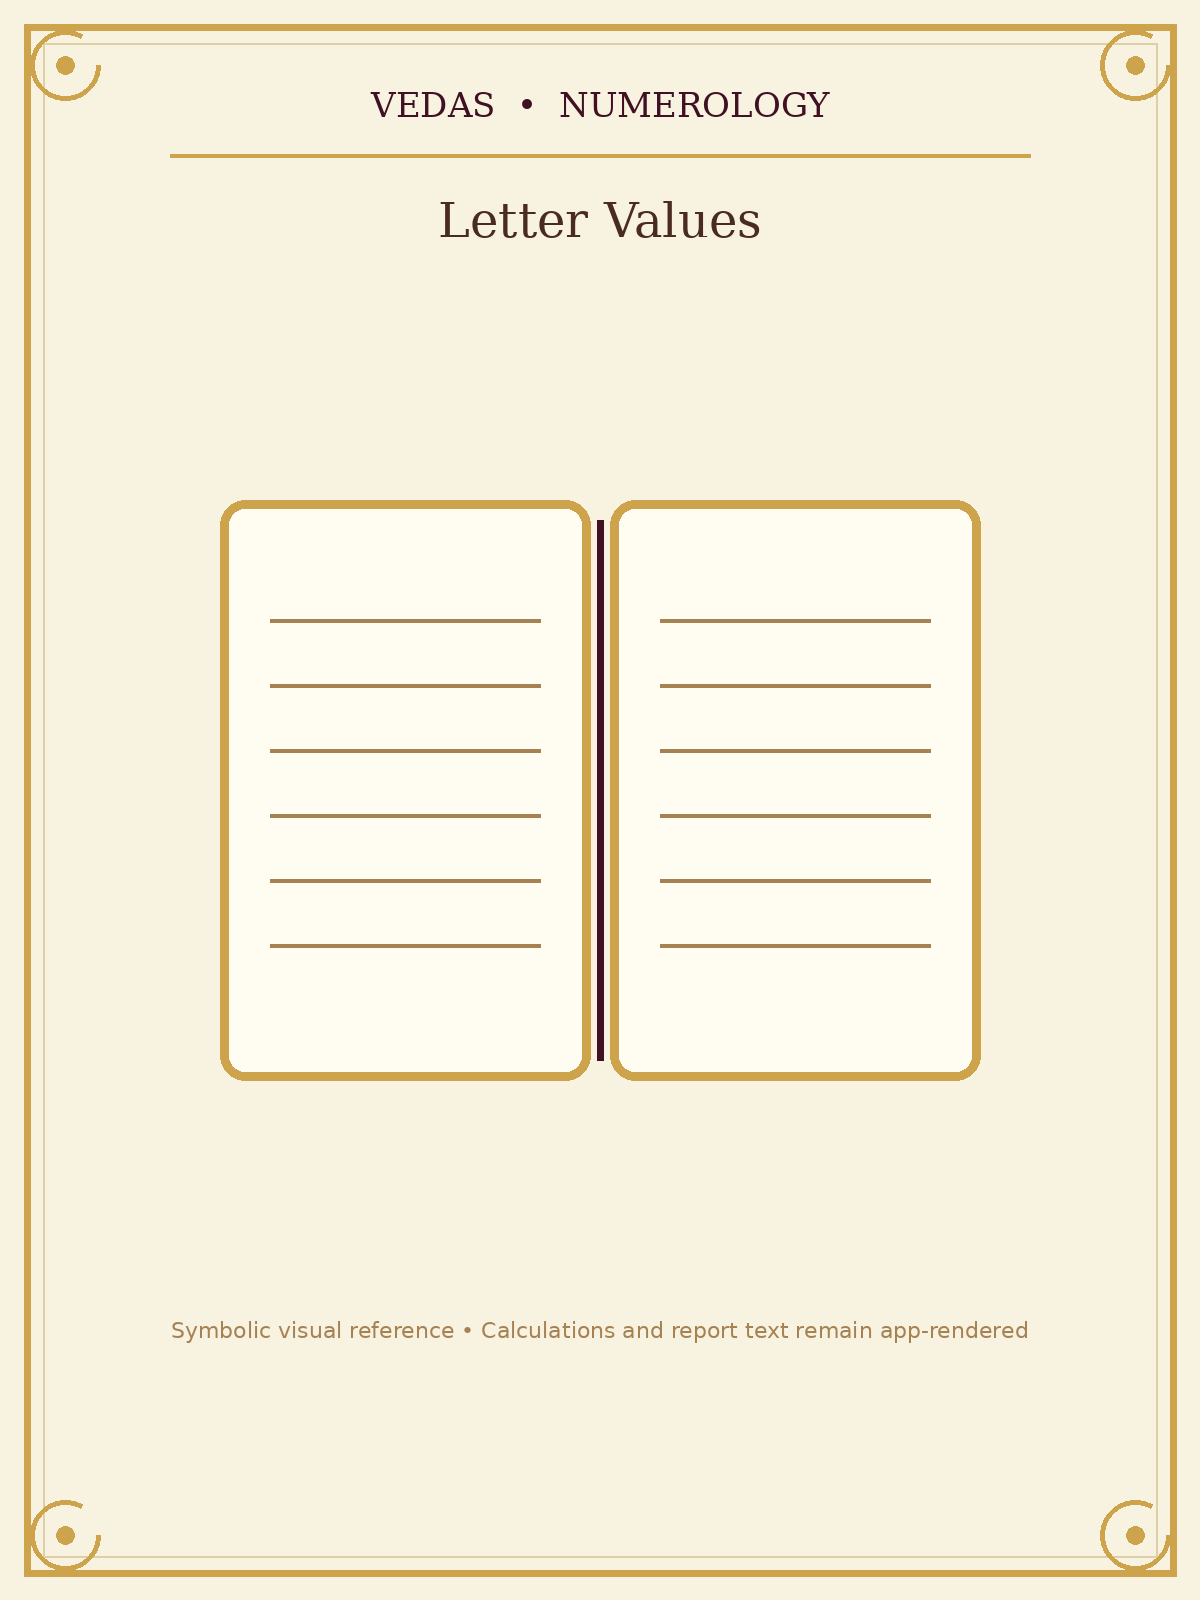 VEDAS • NUMEROLOGY
Letter Values
Symbolic visual reference • Calculations and report text remain app-rendered